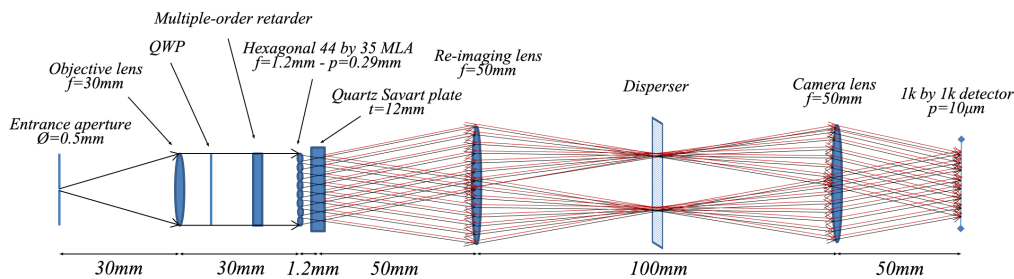 Multiple-order retarder
QWP
Hexagonal 44 by 35 MLA
f=1.2mm - p=0.29mm
Re-imaging lens
f=50mm
Objective lens
f=30mm
Disperser
Camera lens
f=50mm
1k by 1k detector
p=10μm
Quartz Savart plate
t=12mm
Entrance aperture
Ø=0.5mm
30mm
30mm
1.2mm
50mm
100mm
50mm